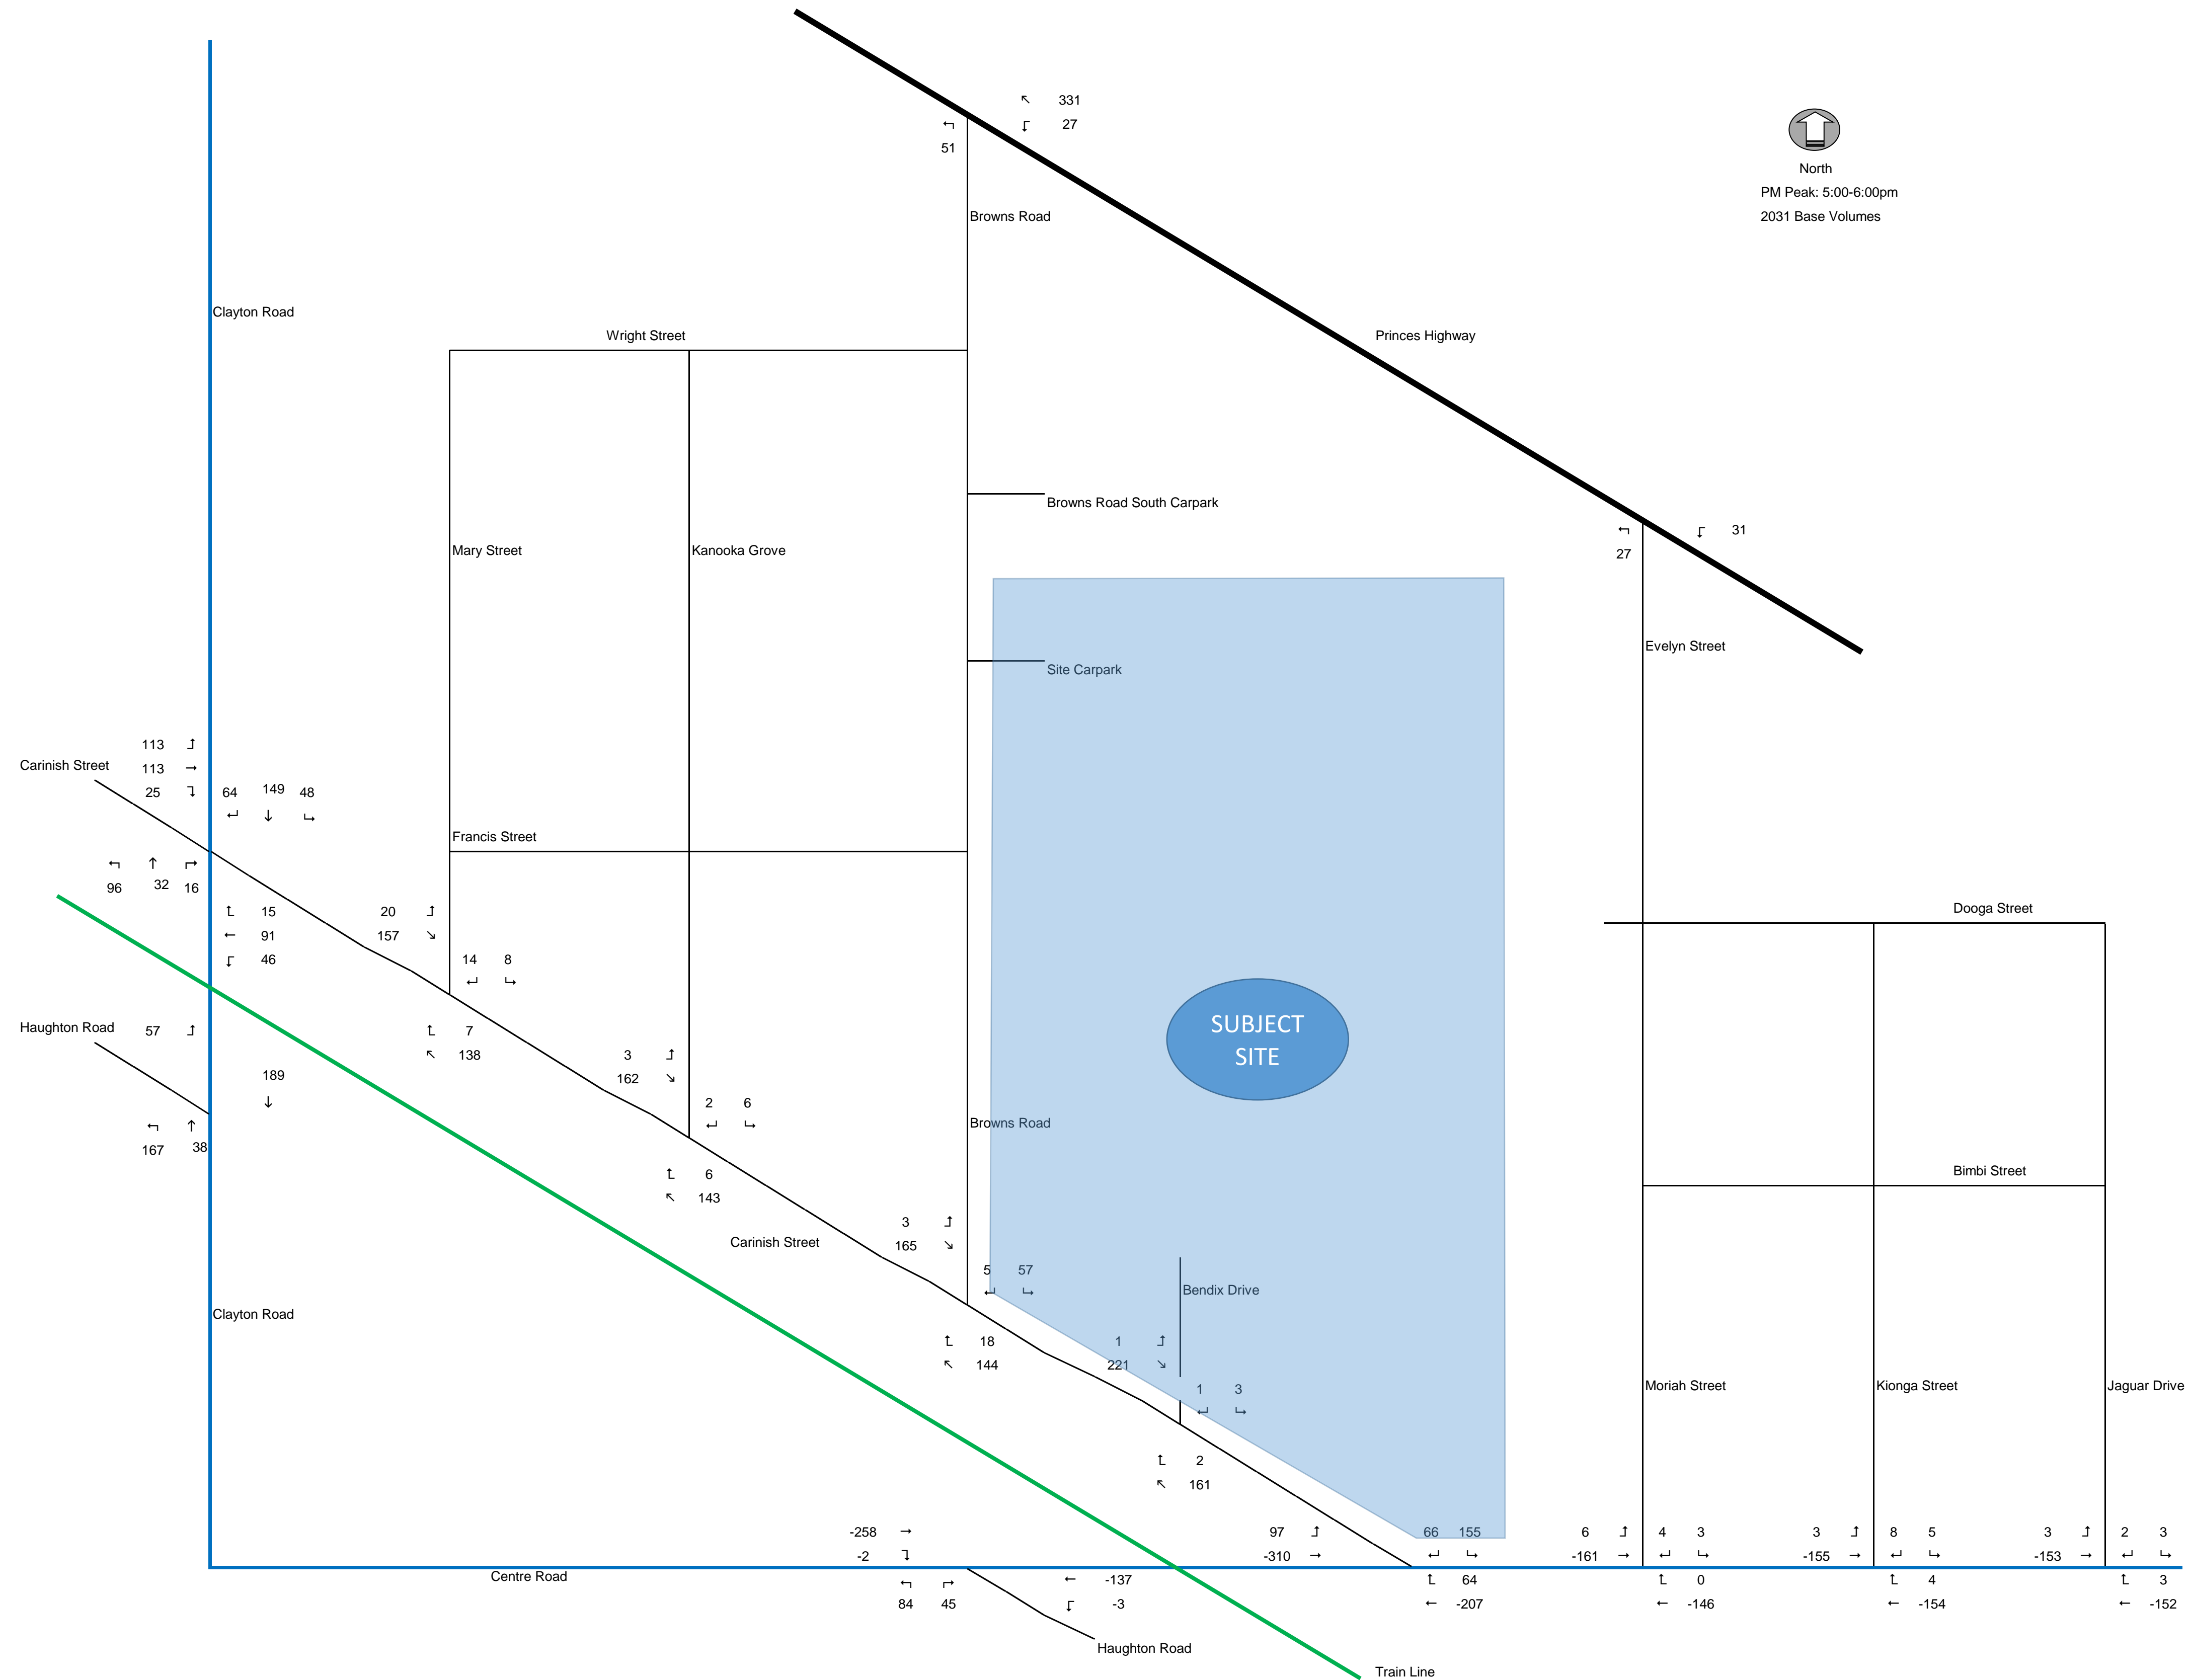 331
27
51
North
PM Peak: 5:00-6:00pm
Browns Road
2031 Base Volumes
Clayton Road
Wright Street
Princes Highway
Browns Road South Carpark
31
27
Mary Street
Kanooka Grove
Evelyn Street
Site Carpark
113
Carinish Street
113
25
64 149 48
Francis Street
96 32 16
15
91
46
20
157
Dooga Street
14 8
SUBJECT
SITE
Haughton Road
57
7
138
189
3
162
2 6
Browns Road
167 38
6
143
Bimbi Street
3
165
Carinish Street
5 57
Bendix Drive
Clayton Road
18
144
1
221
1 3
Moriah Street
Kionga Street
Jaguar Drive
2
161
-258
-2
97
-310
66 155
6
-161
4 3
3
-155
8 5
3
-153
2 3
Centre Road
84 45
-137
-3
64
-207
0
-146
4
-154
3
-152
Haughton Road
Train Line